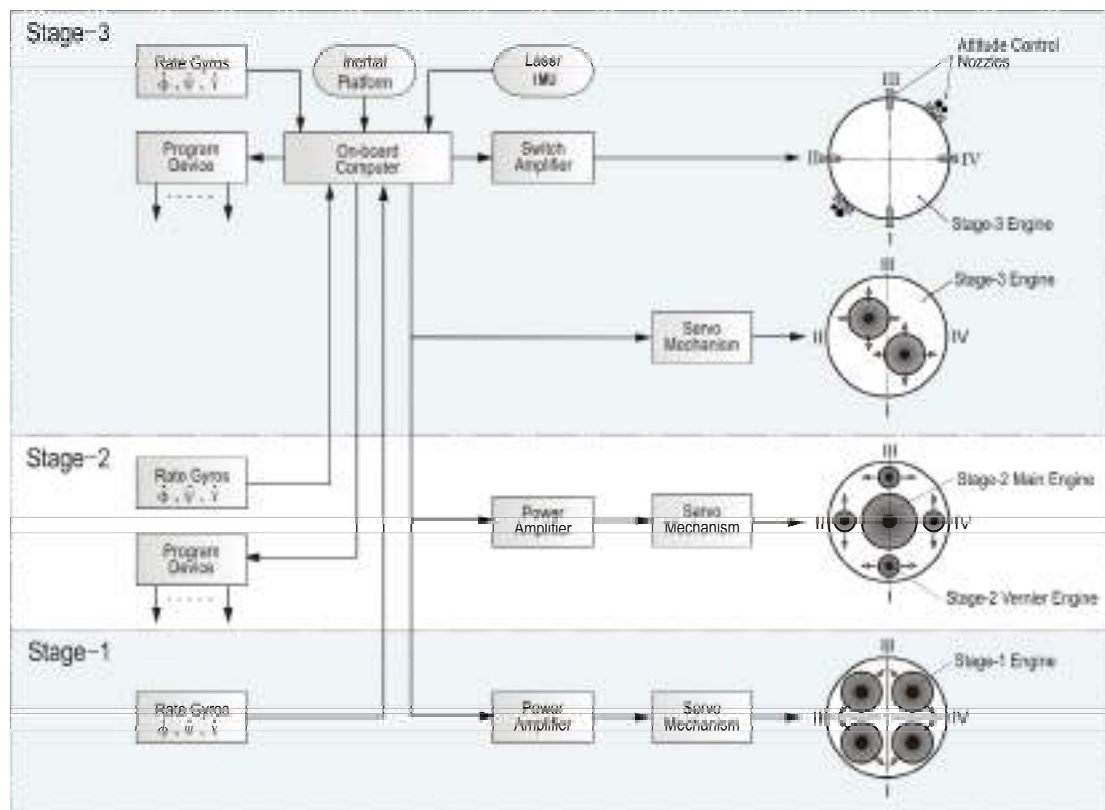 Stage-3
Rate Gyros
Φ̇ , Ψ̇ , Ϋ
Inertial
Platform
Laser
IMU
Attitude Control
Nozzles
Program
Device
On-board
Computer
Switch
Amplifier
III
II
IV
I
Stage-3 Engine
III
Stage-3 Engine
Servo
Mechanism
II
IV
I
Stage-2
Rate Gyros
Power
Amplifier
Servo
Mechanism
III
Stage-2 Main Engine
II
IV
I
Program
Device
Stage-2 Vernier Engine
Stage-1
Rate Gyros
Power
Amplifier
Servo
Mechanism
III
Stage-1 Engine
II
IV
I